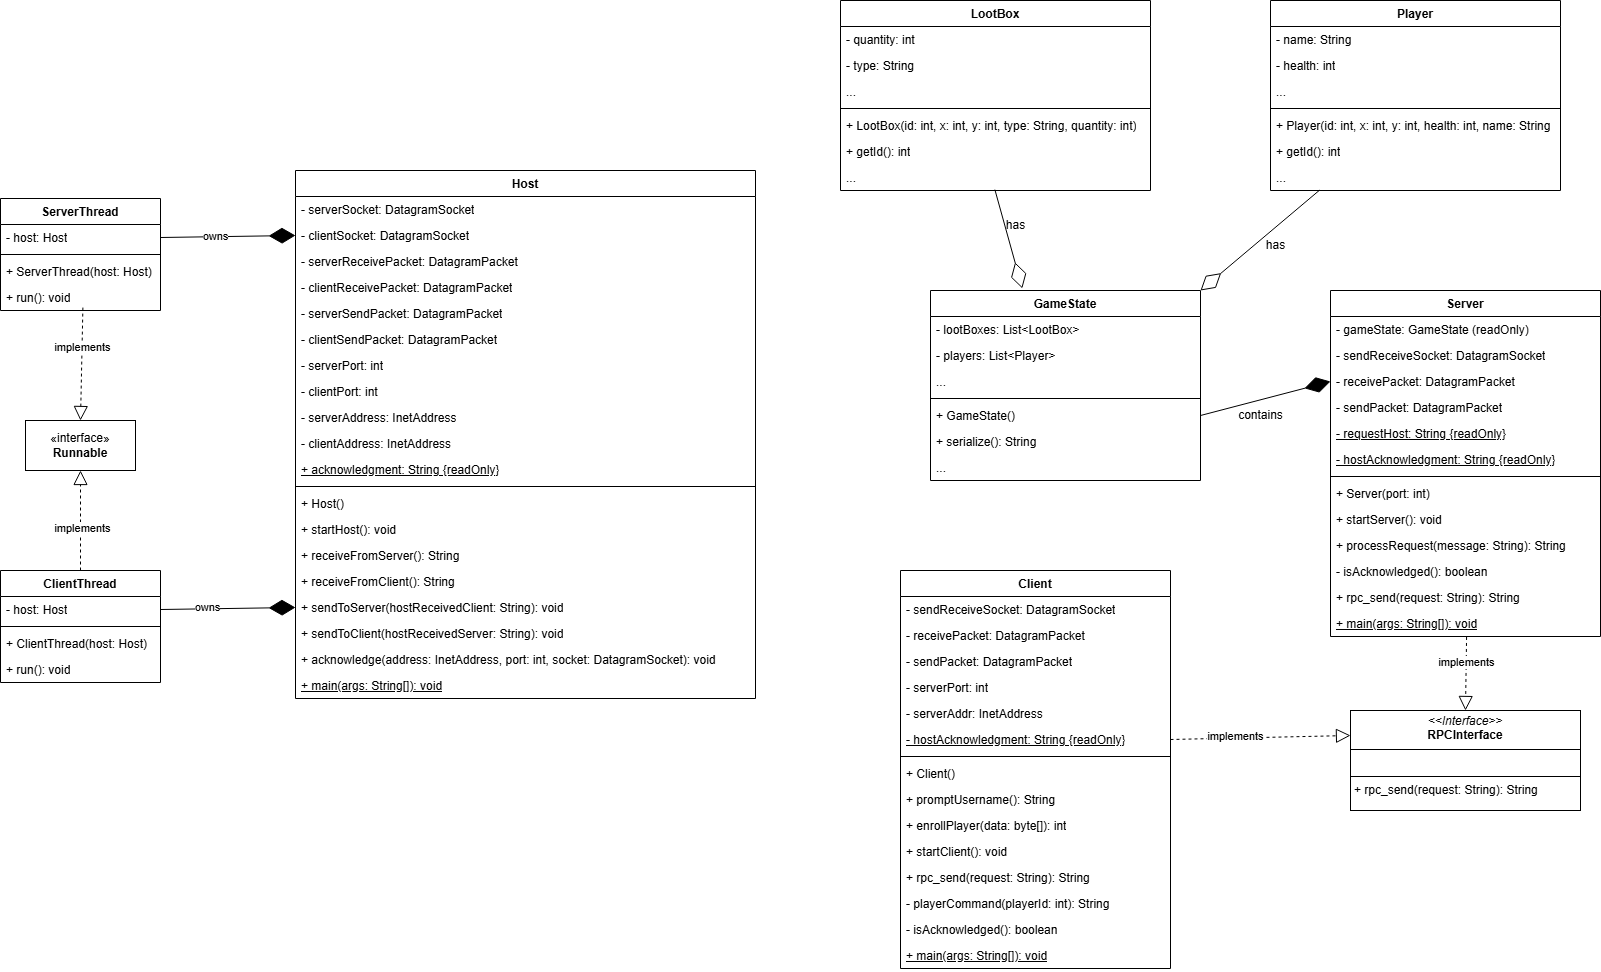 LootBox
- quantity: int
- type: String
...
+ LootBox(id: int, x: int, y: int, type: String, quantity: int)
+ getId(): int
...
Player
- name: String
- health: int
...
+ Player(id: int, x: int, y: int, health: int, name: String
+ getId(): int
...
ServerThread
- host: Host
+ ServerThread(host: Host)
+ run(): void
owns
implements
«interface»
Runnable
implements
ClientThread
- host: Host
+ ClientThread(host: Host)
+ run(): void
owns
Host
- serverSocket: DatagramSocket
- clientSocket: DatagramSocket
- serverReceivePacket: DatagramPacket
- clientReceivePacket: DatagramPacket
- serverSendPacket: DatagramPacket
- clientSendPacket: DatagramPacket
- serverPort: int
- clientPort: int
- serverAddress: InetAddress
- clientAddress: InetAddress
+ acknowledgment: String {readOnly}
+ Host()
+ startHost(): void
+ receiveFromServer(): String
+ receiveFromClient(): String
+ sendToServer(hostReceivedClient: String): void
+ sendToClient(hostReceivedServer: String): void
+ acknowledge(address: InetAddress, port: int, socket: DatagramSocket): void
+ main(args: String[]): void
has
has
GameState
- lootBoxes: List<LootBox>
- players: List<Player>
...
+ GameState()
+ serialize(): String
...
contains
Server
- gameState: GameState (readOnly)
- sendReceiveSocket: DatagramSocket
- receivePacket: DatagramPacket
- sendPacket: DatagramPacket
- requestHost: String {readOnly}
- hostAcknowledgment: String {readOnly}
+ Server(port: int)
+ startServer(): void
+ processRequest(message: String): String
- isAcknowledged(): boolean
+ rpc_send(request: String): String
+ main(args: String[]): void
implements
Client
- sendReceiveSocket: DatagramSocket
- receivePacket: DatagramPacket
- sendPacket: DatagramPacket
- serverPort: int
- serverAddr: InetAddress
- hostAcknowledgment: String {readOnly}
+ Client()
+ promptUsername(): String
+ enrollPlayer(data: byte[]): int
+ startClient(): void
+ rpc_send(request: String): String
- playerCommand(playerId: int): String
- isAcknowledged(): boolean
+ main(args: String[]): void
implements
<<Interface>>
RPCInterface
+ rpc_send(request: String): String